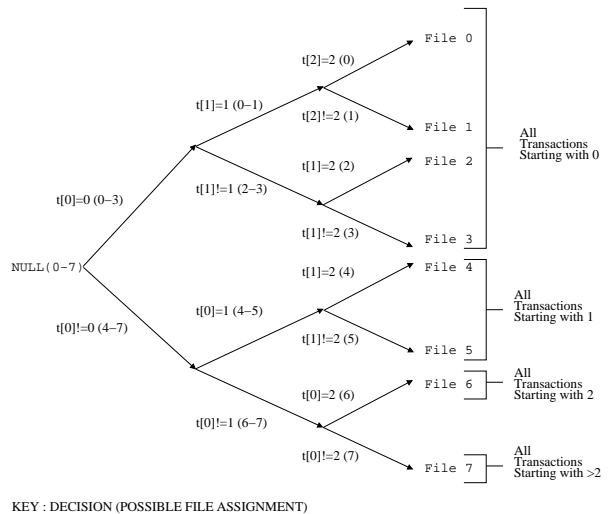 File 0
t[2]=2 (0)
t[1]=1 (0−1)
t[2]!=2 (1)
File 1
All
Transactions
Starting with 0
t[1]=2 (2)
File 2
t[1]!=1 (2−3)
t[0]=0 (0−3)
t[1]!=2 (3)
File 3
NULL(0−7)
File 4
t[1]=2 (4)
t[0]=1 (4−5)
All
Transactions
Starting with 1
t[0]!=0 (4−7)
t[1]!=2 (5)
File 5
File 6
All
Transactions
Starting with 2
t[0]=2 (6)
t[0]!=1 (6−7)
t[0]!=2 (7)
File 7
All
Transactions
Starting with >2
KEY : DECISION (POSSIBLE FILE ASSIGNMENT)